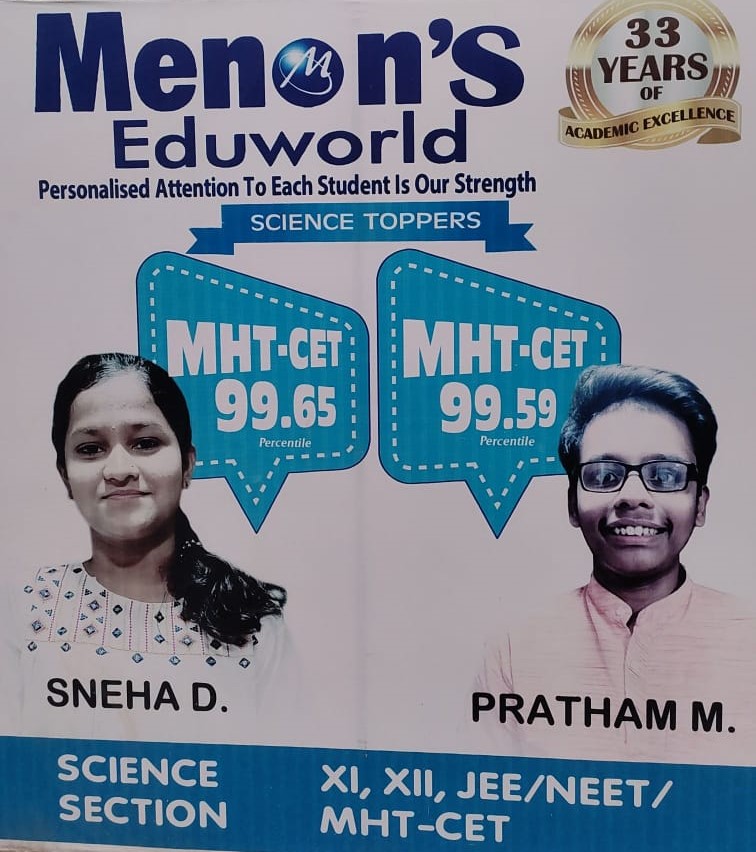 Menon's
Eduworld
Personalised Attention To Each Student Is Our Strength
33
YEARS
OF
ACADEMIC EXCELLENCE
SCIENCE TOPPERS
MHT-CET
99.65
Percentile
MHT-CET
99.59
Percentile
SNEHA D.
PRATHAM M.
SCIENCE
SECTION
XI, XII, JEE/NEET/
MHT-CET